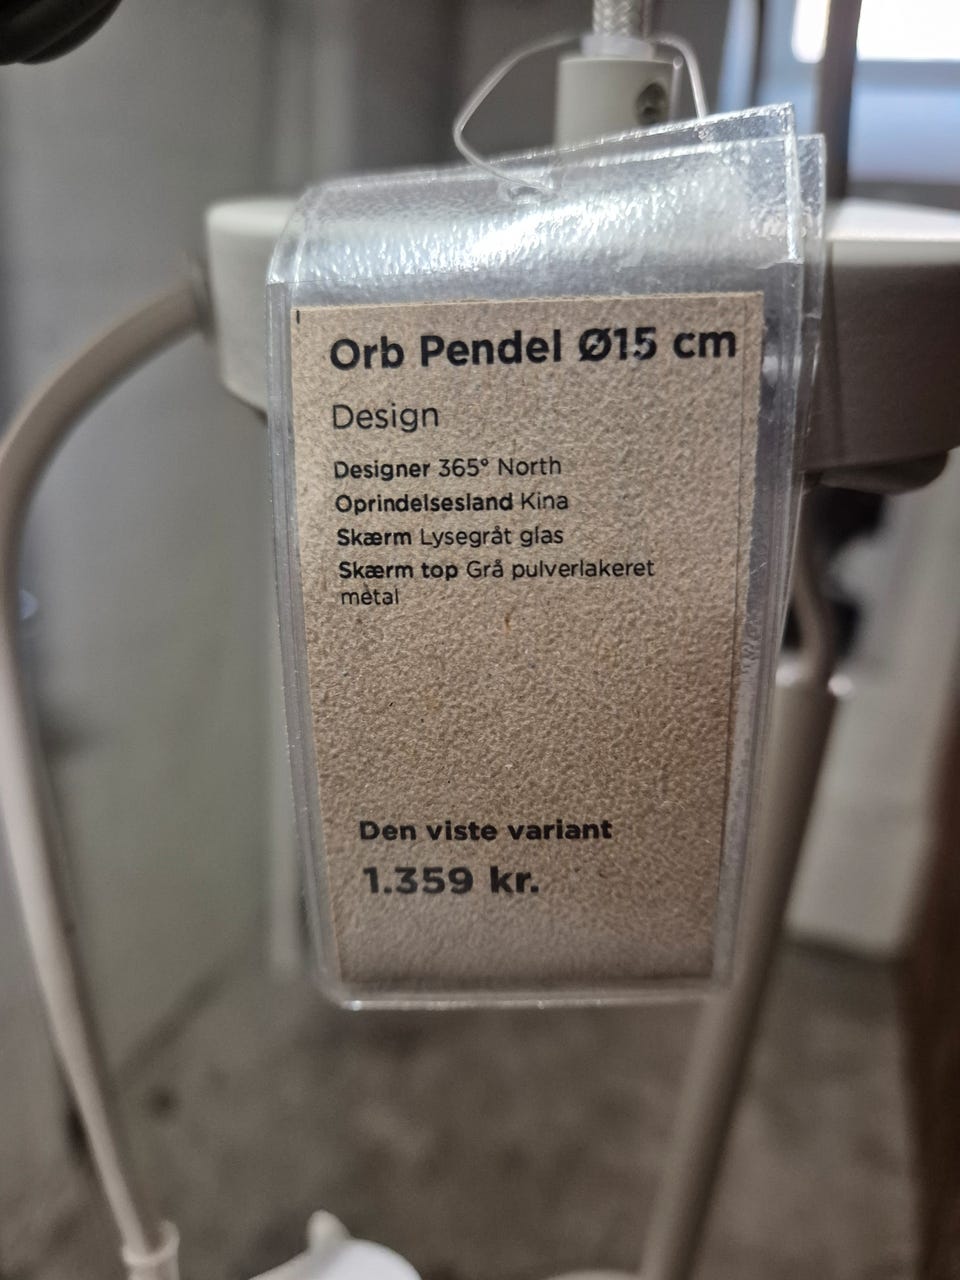 Orb Pendel Ø15 cm
Design
Designer 365° North
Oprindelsesland Kina
Skærm Lysegråt glas
Skærm top Grå pulverlakeret
metal
Den viste variant
1.359 kr.